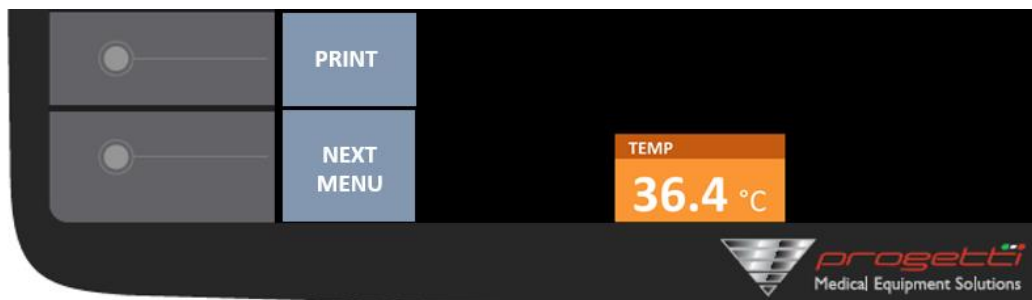 PRINT
NEXT
MENU
TEMP
36.4 °C
progetti
Medical Equipment Solutions